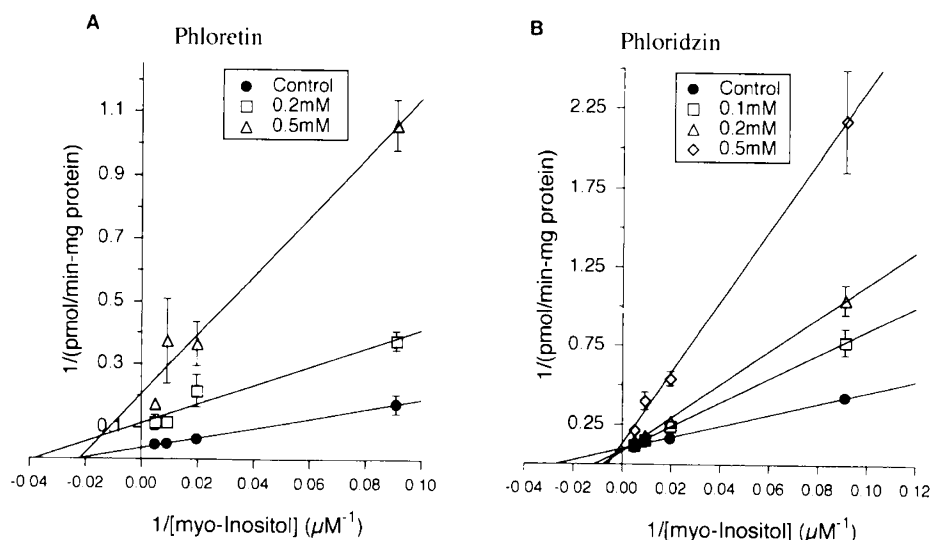 A
Phloretin
Control
0.2mM
0.5mM
1/(pmol/min-mg protein)
1.1
0.9
0.7
0.5
0.3
0.1
-0.04 -0.02 0.00 0.02 0.04 0.06 0.08 0.10
1/[myo-Inositol] (µM⁻¹)
B
Phloridzin
Control
0.1mM
0.2mM
0.5mM
1/(pmol/min-mg protein)
2.25
1.75
1.25
0.75
0.25
-0.04 -0.02 0.00 0.02 0.04 0.06 0.08 0.10 0.12
1/[myo-Inositol] (µM⁻¹)